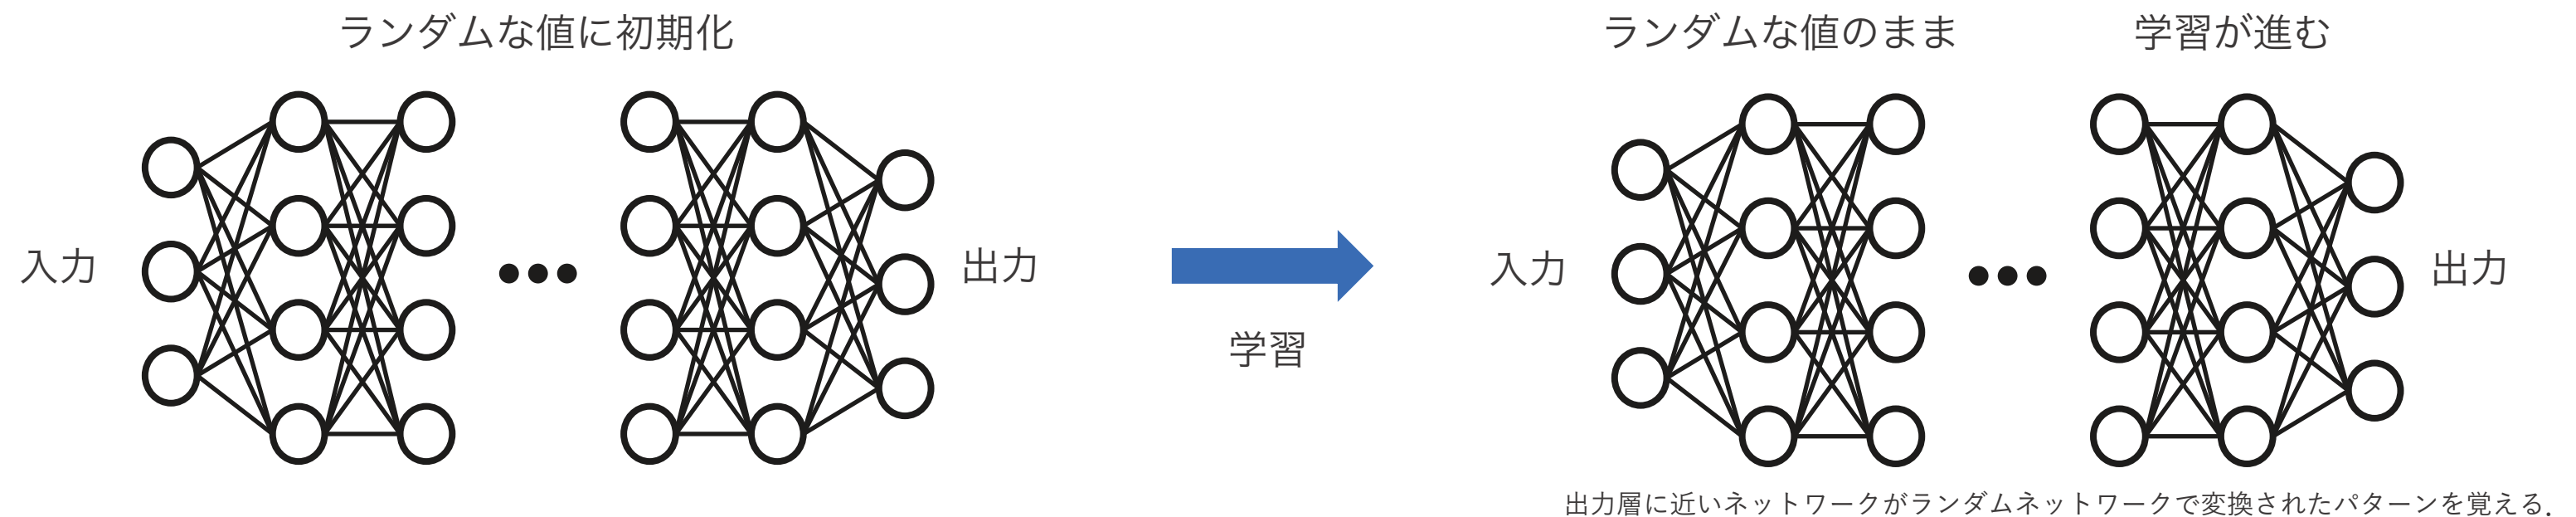 ランダムな値に初期化
入力
出力
学習
ランダムな値のまま
学習が進む
入力
出力
出力層に近いネットワークがランダムネットワークで変換されたパターンを覚える．